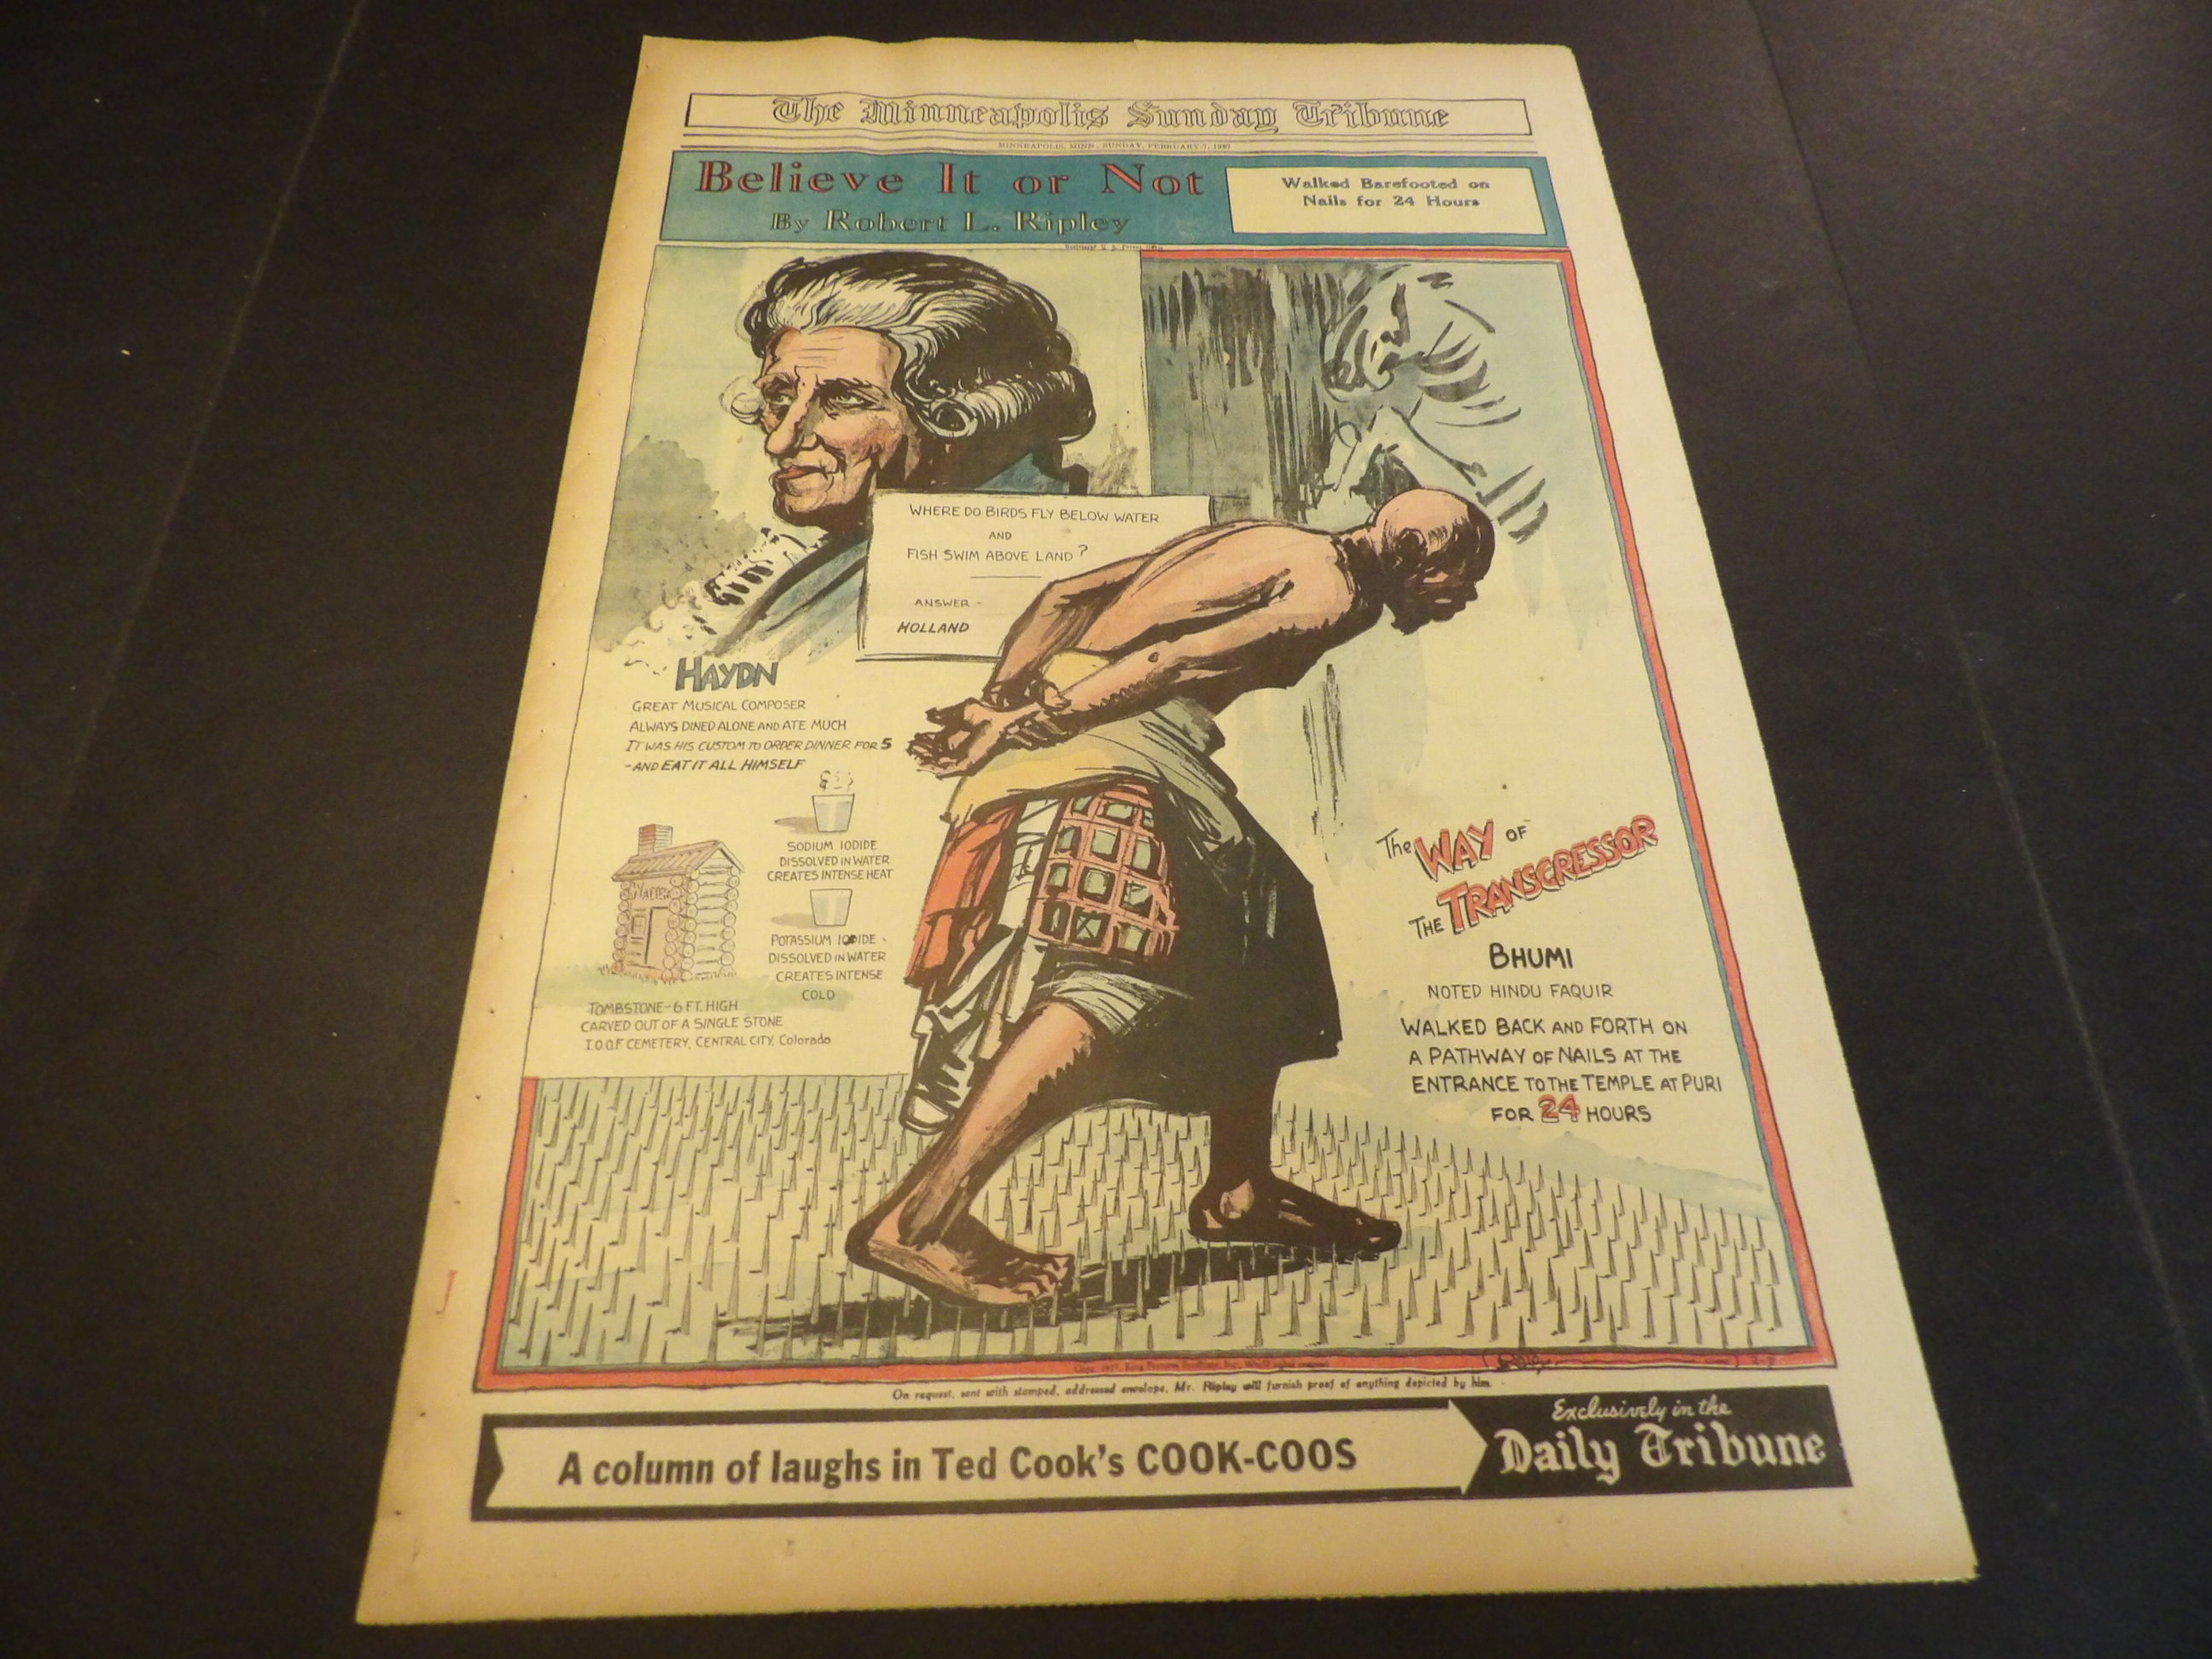 The Minneapolis Sunday Tribune
MINNEAPOLIS, MINN., SUNDAY, FEBRUARY 7, 1937
Believe It or Not
By Robert L. Ripley
Walked Barefooted on
Nails for 24 Hours
WHERE DO BIRDS FLY BELOW WATER
AND
FISH SWIM ABOVE LAND?
ANSWER -
HOLLAND
HAYDN
GREAT MUSICAL COMPOSER
ALWAYS DINED ALONE AND ATE MUCH
IT WAS HIS CUSTOM TO ORDER DINNER FOR 5
- AND EAT IT ALL HIMSELF
SODIUM IODIDE
DISSOLVED IN WATER
CREATES INTENSE HEAT
POTASSIUM IODIDE -
DISSOLVED IN WATER
CREATES INTENSE
COLD
TOMBSTONE - 6 FT. HIGH
CARVED OUT OF A SINGLE STONE
I.O.O.F CEMETERY, CENTRAL CITY, Colorado
The WAY OF
THE TRANSGRESSOR
BHUMI
NOTED HINDU FAQUIR
WALKED BACK AND FORTH ON
A PATHWAY OF NAILS AT THE
ENTRANCE TO THE TEMPLE AT PURI
FOR 24 HOURS
On request, sent with stamped, addressed envelope, Mr. Ripley will furnish proof of anything depicted by him.
A column of laughs in Ted Cook's COOK-COOS
Exclusively in the
Daily Tribune